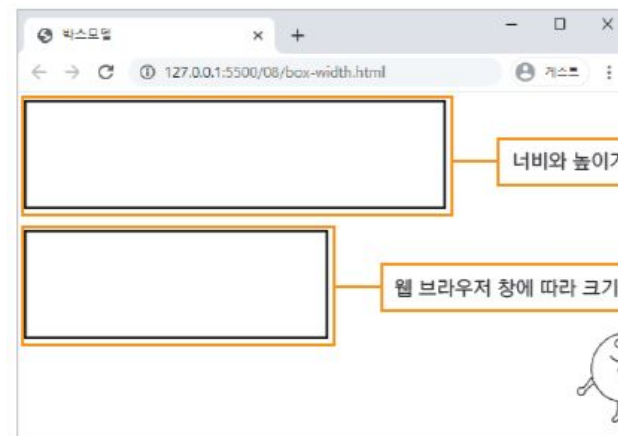 박스모델
127.0.0.1:5500/08/box-width.html
게스트
너비와 높이가
웹 브라우저 창에 따라 크기